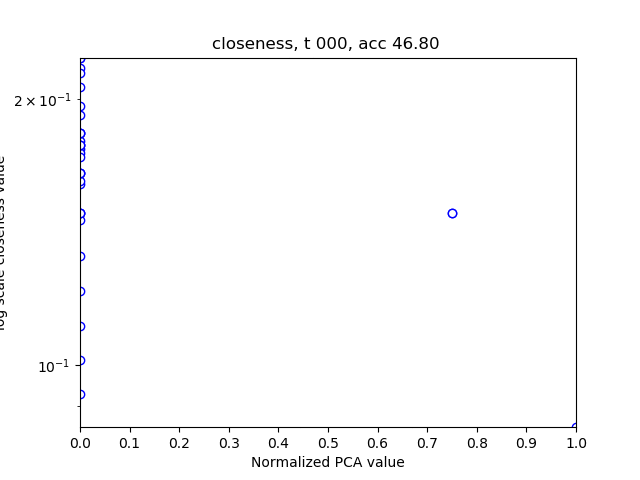 closeness, t 000, acc 46.80
2 × 10⁻¹
10⁻¹
log scale closeness value
0.0 0.1 0.2 0.3 0.4 0.5 0.6 0.7 0.8 0.9 1.0
Normalized PCA value